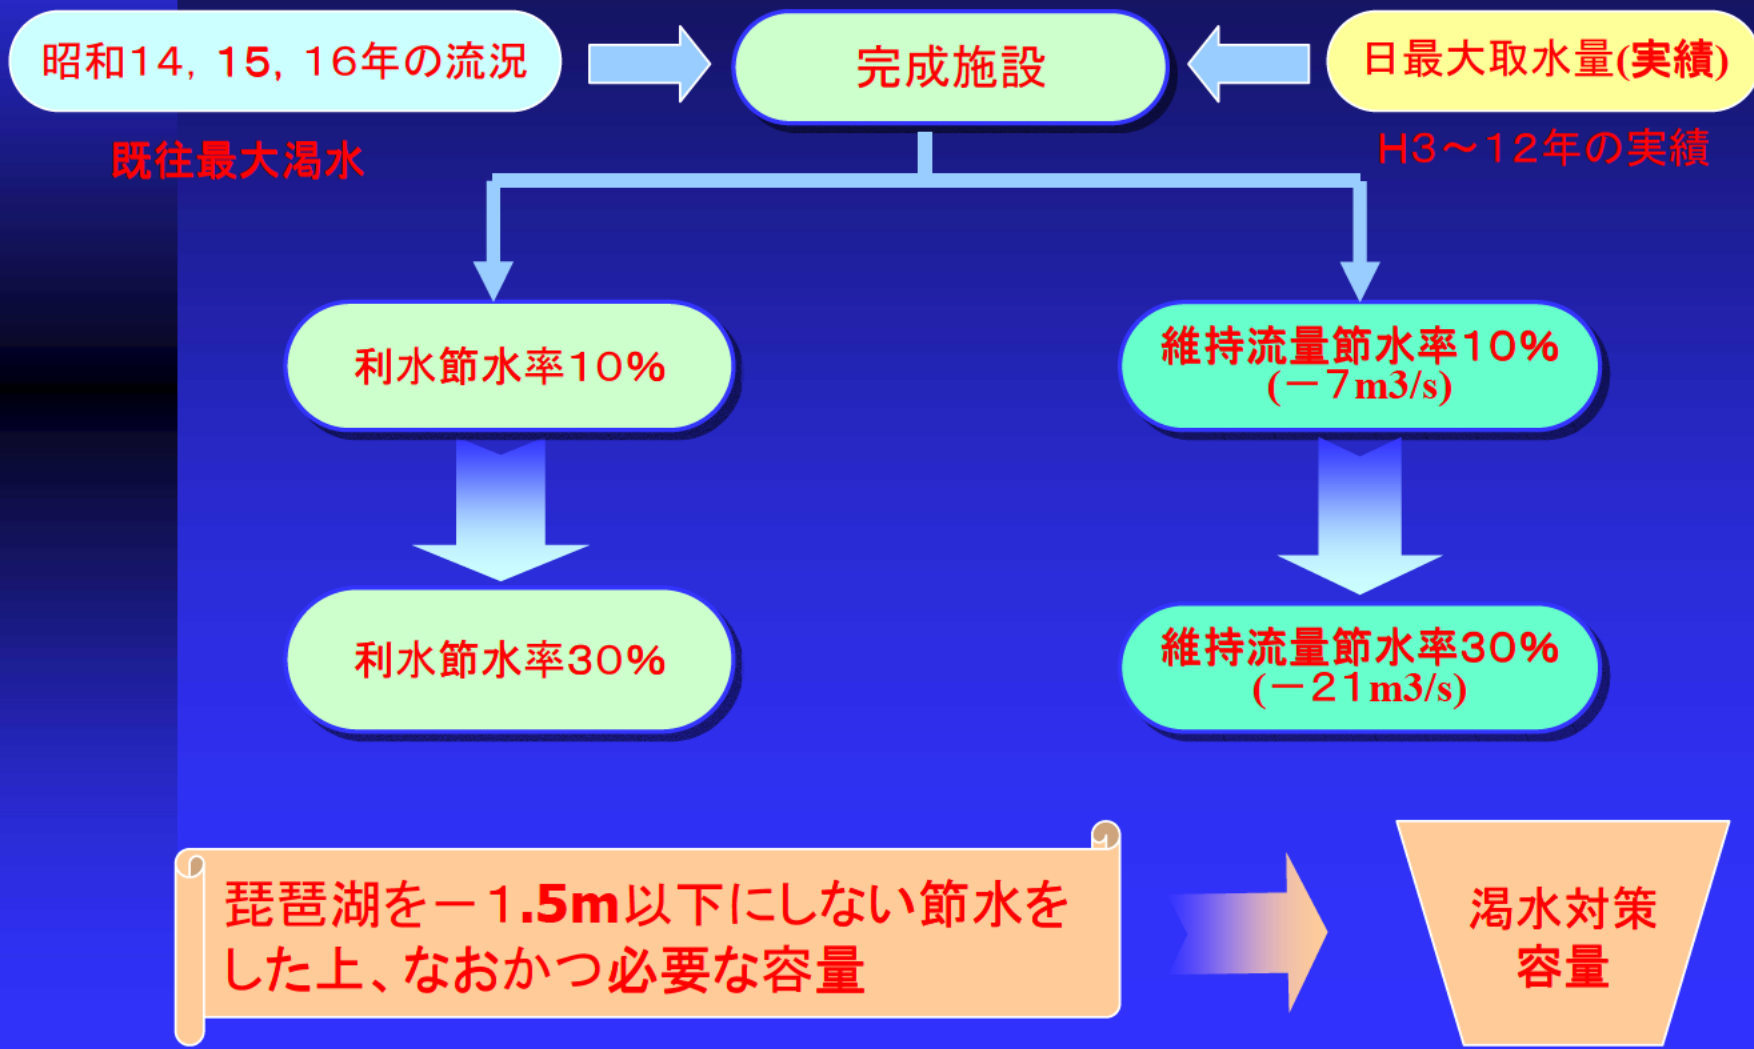 昭和14, 15, 16年の流況
完成施設
日最大取水量(実績)
既往最大渇水
H3～12年の実績
利水節水率10%
維持流量節水率10%
(－7m3/s)
利水節水率30%
維持流量節水率30%
(－21m3/s)
琵琶湖を－1.5m以下にしない節水を
した上、なおかつ必要な容量
渇水対策
容量